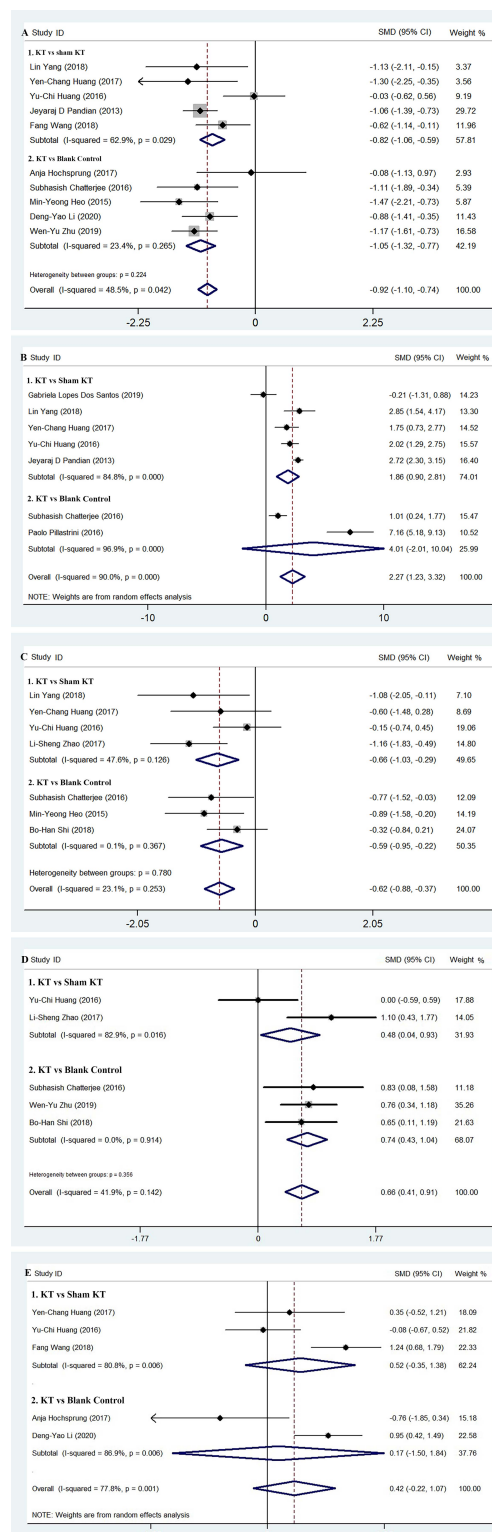 A Study ID SMD (95% CI) Weight %
1. KT vs sham KT
Lin Yang (2018) -1.13 (-2.11, -0.15) 3.37
Yen-Chang Huang (2017) -1.30 (-2.25, -0.35) 3.56
Yu-Chi Huang (2016) -0.03 (-0.62, 0.56) 9.19
Jeyaraj D Pandian (2013) -1.06 (-1.39, -0.73) 29.72
Fang Wang (2018) -0.62 (-1.14, -0.11) 11.96
Subtotal (I-squared = 62.9%, p = 0.029) -0.82 (-1.06, -0.59) 57.81
2. KT vs Blank Control
Anja Hochsprung (2017) -0.08 (-1.13, 0.97) 2.93
Subhasish Chatterjee (2016) -1.11 (-1.89, -0.34) 5.39
Min-Yeong Heo (2015) -1.47 (-2.21, -0.73) 5.87
Deng-Yao Li (2020) -0.88 (-1.41, -0.35) 11.43
Wen-Yu Zhu (2019) -1.17 (-1.61, -0.73) 16.58
Subtotal (I-squared = 23.4%, p = 0.265) -1.05 (-1.32, -0.77) 42.19
Heterogeneity between groups: p = 0.224
Overall (I-squared = 48.5%, p = 0.042) -0.92 (-1.10, -0.74) 100.00
-2.25 0 2.25
B Study ID SMD (95% CI) Weight %
1. KT vs Sham KT
Gabriela Lopes Dos Santos (2019) -0.21 (-1.31, 0.88) 14.23
Lin Yang (2018) 2.85 (1.54, 4.17) 13.30
Yen-Chang Huang (2017) 1.75 (0.73, 2.77) 14.52
Yu-Chi Huang (2016) 2.02 (1.29, 2.75) 15.57
Jeyaraj D Pandian (2013) 2.72 (2.30, 3.15) 16.40
Subtotal (I-squared = 84.8%, p = 0.000) 1.86 (0.90, 2.81) 74.01
2. KT vs Blank Control
Subhasish Chatterjee (2016) 1.01 (0.24, 1.77) 15.47
Paolo Pillastrini (2016) 7.16 (5.18, 9.13) 10.52
Subtotal (I-squared = 96.9%, p = 0.000) 4.01 (-2.01, 10.04) 25.99
Overall (I-squared = 90.0%, p = 0.000) 2.27 (1.23, 3.32) 100.00
NOTE: Weights are from random effects analysis
-10 0 10
C Study ID SMD (95% CI) Weight %
1. KT vs Sham KT
Lin Yang (2018) -1.08 (-2.05, -0.11) 7.10
Yen-Chang Huang (2017) -0.60 (-1.48, 0.28) 8.69
Yu-Chi Huang (2016) -0.15 (-0.74, 0.45) 19.06
Li-Sheng Zhao (2017) -1.16 (-1.83, -0.49) 14.80
Subtotal (I-squared = 47.6%, p = 0.126) -0.66 (-1.03, -0.29) 49.65
2. KT vs Blank Control
Subhasish Chatterjee (2016) -0.77 (-1.52, -0.03) 12.09
Min-Yeong Heo (2015) -0.89 (-1.58, -0.20) 14.19
Bo-Han Shi (2018) -0.32 (-0.84, 0.21) 24.07
Subtotal (I-squared = 0.1%, p = 0.367) -0.59 (-0.95, -0.22) 50.35
Heterogeneity between groups: p = 0.780
Overall (I-squared = 23.1%, p = 0.253) -0.62 (-0.88, -0.37) 100.00
-2.05 0 2.05
D Study ID SMD (95% CI) Weight %
1. KT vs Sham KT
Yu-Chi Huang (2016) 0.00 (-0.59, 0.59) 17.88
Li-Sheng Zhao (2017) 1.10 (0.43, 1.77) 14.05
Subtotal (I-squared = 82.9%, p = 0.016) 0.48 (0.04, 0.93) 31.93
2. KT vs Blank Control
Subhasish Chatterjee (2016) 0.83 (0.08, 1.58) 11.18
Wen-Yu Zhu (2019) 0.76 (0.34, 1.18) 35.26
Bo-Han Shi (2018) 0.65 (0.11, 1.19) 21.63
Subtotal (I-squared = 0.0%, p = 0.914) 0.74 (0.43, 1.04) 68.07
Heterogeneity between groups: p = 0.356
Overall (I-squared = 41.9%, p = 0.142) 0.66 (0.41, 0.91) 100.00
-1.77 0 1.77
E Study ID SMD (95% CI) Weight %
1. KT vs Sham KT
Yen-Chang Huang (2017) 0.35 (-0.52, 1.21) 18.09
Yu-Chi Huang (2016) -0.08 (-0.67, 0.52) 21.82
Fang Wang (2018) 1.24 (0.68, 1.79) 22.33
Subtotal (I-squared = 80.8%, p = 0.006) 0.52 (-0.35, 1.38) 62.24
.
2. KT vs Blank Control
Anja Hochsprung (2017) -0.76 (-1.85, 0.34) 15.18
Deng-Yao Li (2020) 0.95 (0.42, 1.49) 22.58
Subtotal (I-squared = 86.9%, p = 0.006) 0.17 (-1.50, 1.84) 37.76
.
Overall (I-squared = 77.8%, p = 0.001) 0.42 (-0.22, 1.07) 100.00
NOTE: Weights are from random effects analysis